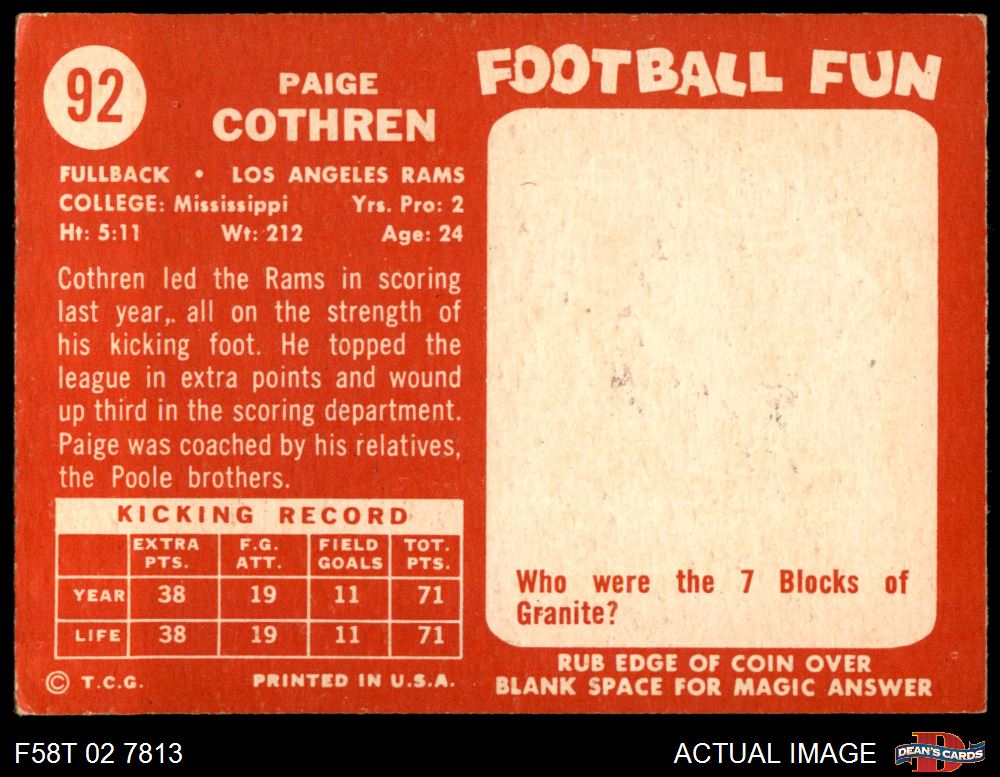 92
PAIGE
COTHREN
FULLBACK • LOS ANGELES RAMS
COLLEGE: Mississippi Yrs. Pro: 2
Ht: 5:11 Wt: 212 Age: 24
Cothren led the Rams in scoring
last year,. all on the strength of
his kicking foot. He topped the
league in extra points and wound
up third in the scoring department.
Paige was coached by his relatives,
the Poole brothers.
KICKING RECORD
EXTRA PTS. F.G. ATT. FIELD GOALS TOT. PTS.
YEAR 38 19 11 71
LIFE 38 19 11 71
© T.C.G. PRINTED IN U.S.A.
FOOTBALL FUN
Who were the 7 Blocks of
Granite?
RUB EDGE OF COIN OVER
BLANK SPACE FOR MAGIC ANSWER
F58T 02 7813 ACTUAL IMAGE
D
DEAN'S CARDS